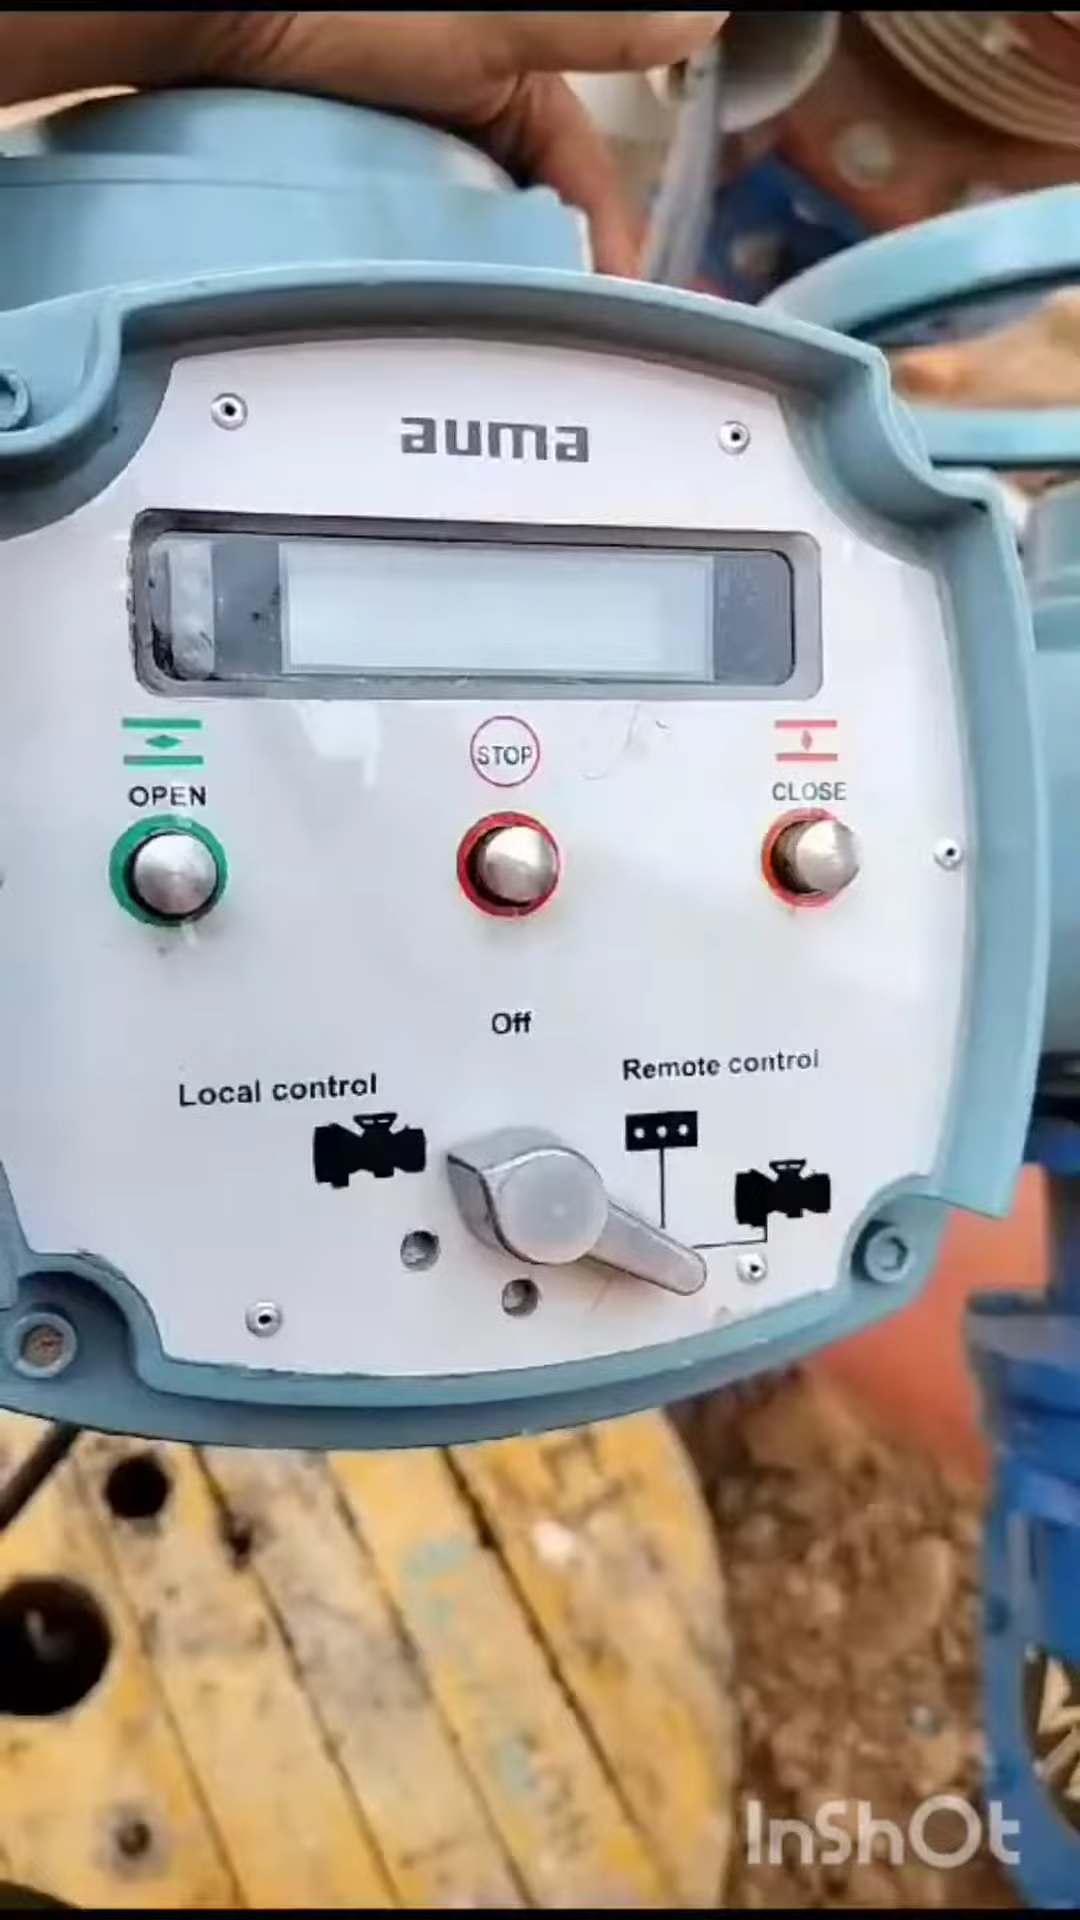 auma
STOP
OPEN
CLOSE
Off
Local control
Remote control
InShOt